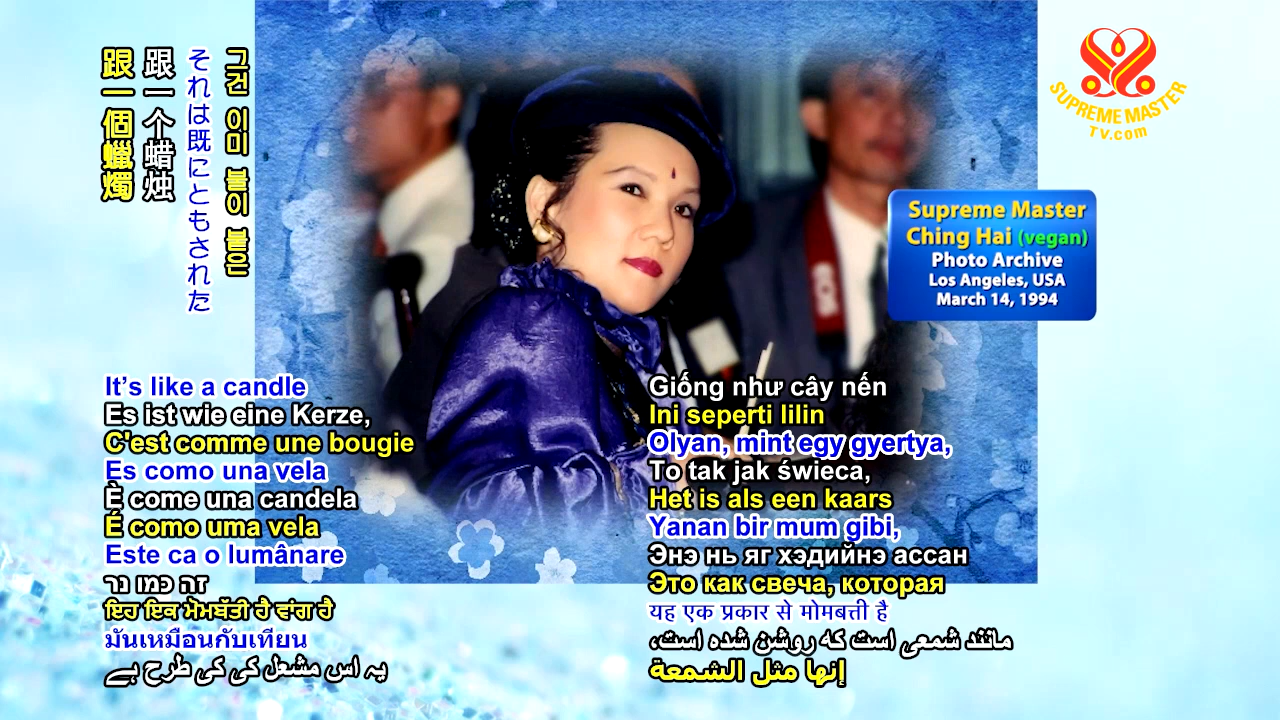 跟一個蠟燭
跟一个蜡烛
それは既にともされた
그건 이미 불이 붙은
SUPREME MASTER
TV.com
Supreme Master
Ching Hai (vegan)
Photo Archive
Los Angeles, USA
March 14, 1994
It’s like a candle
Es ist wie eine Kerze,
C'est comme une bougie
Es como una vela
È come una candela
É como uma vela
Este ca o lumânare
זה כמו נר
ਇਹ ਇਕ ਮੋਮਬੱਤੀ ਹੈ ਵਾਂਗ ਹੈ
มันเหมือนกับเทียน
یہ اس مشعل کی کی طرح ہے
Giống như cây nến
Ini seperti lilin
Olyan, mint egy gyertya,
To tak jak świeca,
Het is als een kaars
Yanan bir mum gibi,
Энэ нь яг хэдийнэ ассан
Это как свеча, которая
यह एक प्रकार से मोमबत्ती है
مانند شمعی است که روشن شده است،
إنها مثل الشمعة